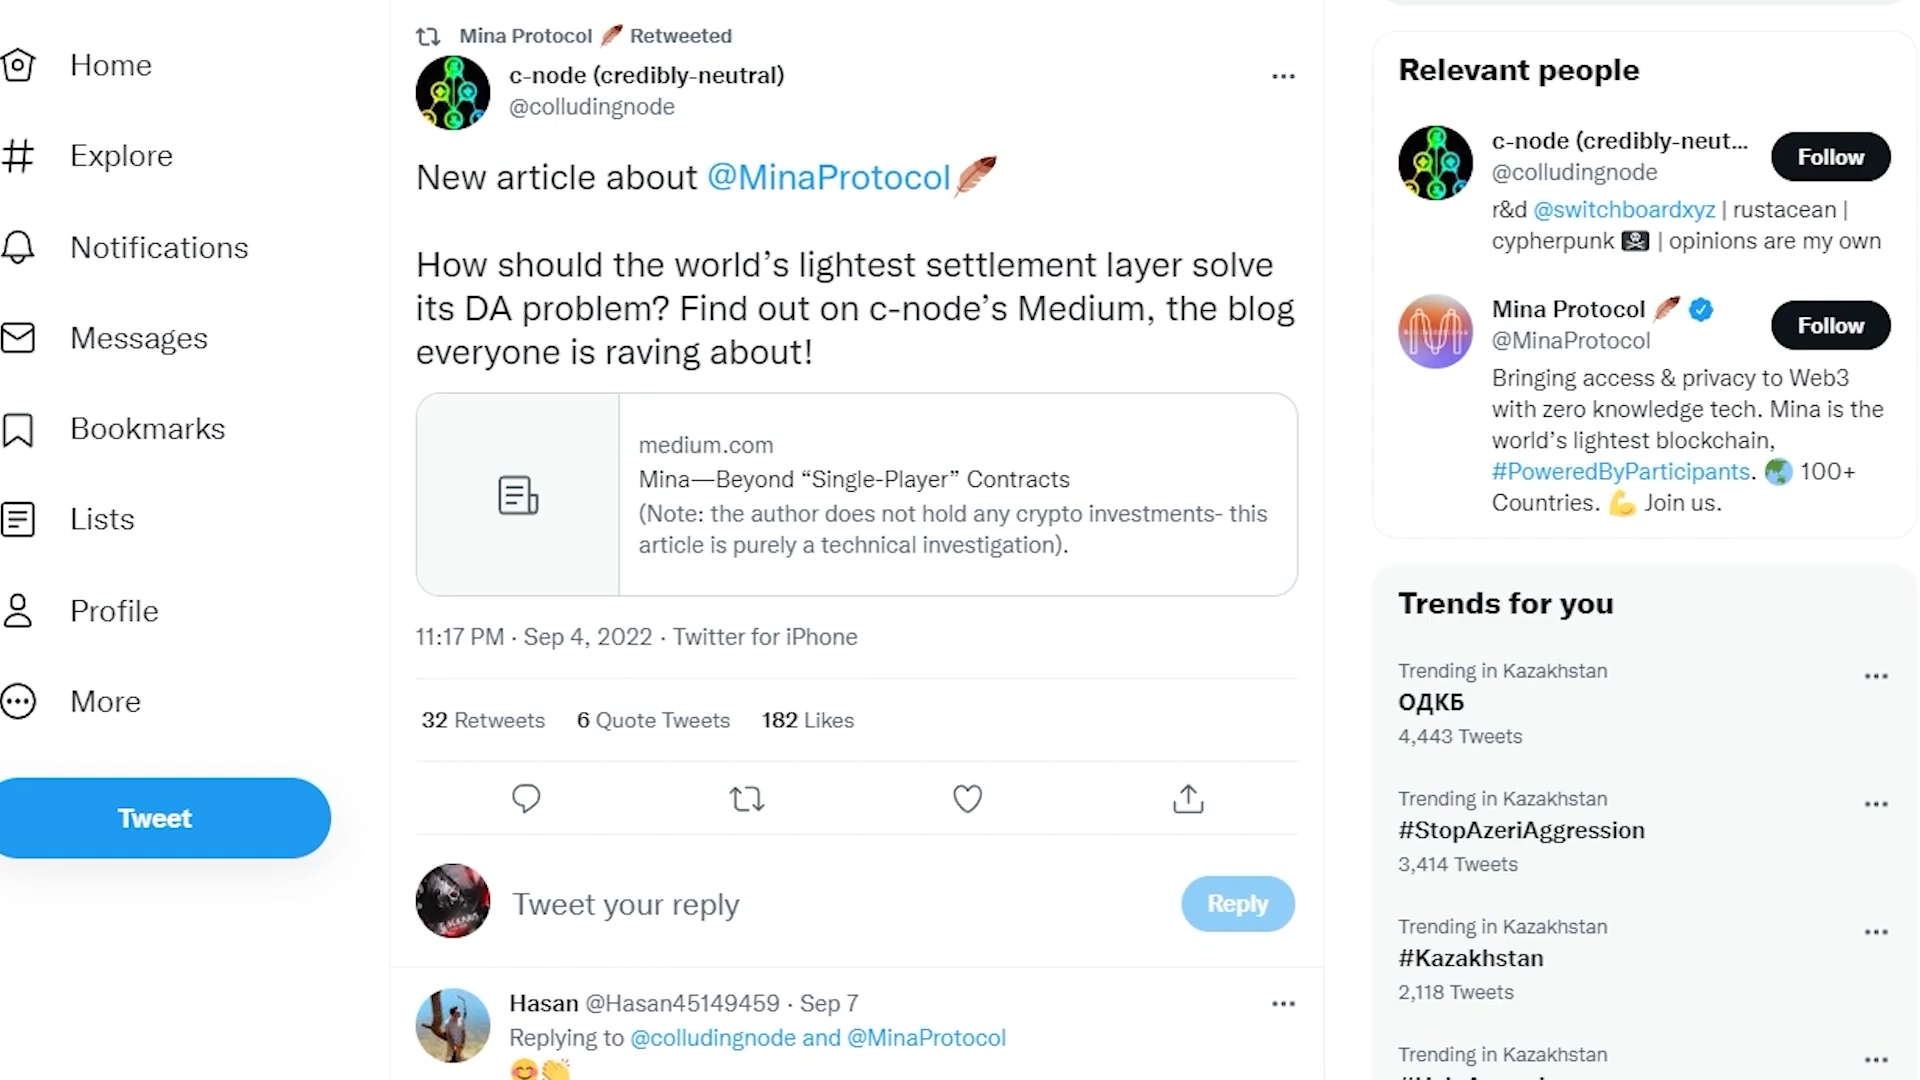 Home
Explore
Notifications
Messages
Bookmarks
Lists
Profile
More
Tweet
Mina Protocol 🪶 Retweeted
c-node (credibly-neutral)
@colludingnode
New article about @MinaProtocol🪶
How should the world’s lightest settlement layer solve
its DA problem? Find out on c-node’s Medium, the blog
everyone is raving about!
medium.com
Mina—Beyond “Single-Player” Contracts
(Note: the author does not hold any crypto investments- this
article is purely a technical investigation).
11:17 PM · Sep 4, 2022 · Twitter for iPhone
32 Retweets 6 Quote Tweets 182 Likes
Tweet your reply
Reply
Hasan @Hasan45149459 · Sep 7
Replying to @colludingnode and @MinaProtocol
😊👏
Relevant people
c-node (credibly-neut...
@colludingnode
Follow
r&d @switchboardxyz | rustacean |
cypherpunk 🏴‍☠️ | opinions are my own
Mina Protocol 🪶
@MinaProtocol
Follow
Bringing access & privacy to Web3
with zero knowledge tech. Mina is the
world’s lightest blockchain,
#PoweredByParticipants. 🌏 100+
Countries. 💪 Join us.
Trends for you
Trending in Kazakhstan
ОДКБ
4,443 Tweets
Trending in Kazakhstan
#StopAzeriAggression
3,414 Tweets
Trending in Kazakhstan
#Kazakhstan
2,118 Tweets
Trending in Kazakhstan